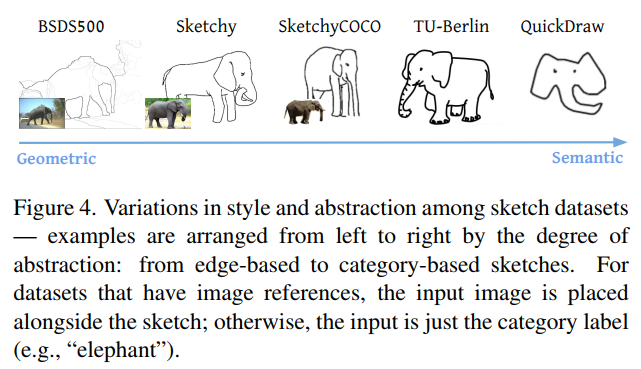 BSDS500 Sketchy SketchyCOCO TU-Berlin QuickDraw
Geometric Semantic
Figure 4. Variations in style and abstraction among sketch datasets
— examples are arranged from left to right by the degree of
abstraction: from edge-based to category-based sketches. For
datasets that have image references, the input image is placed
alongside the sketch; otherwise, the input is just the category label
(e.g., “elephant”).